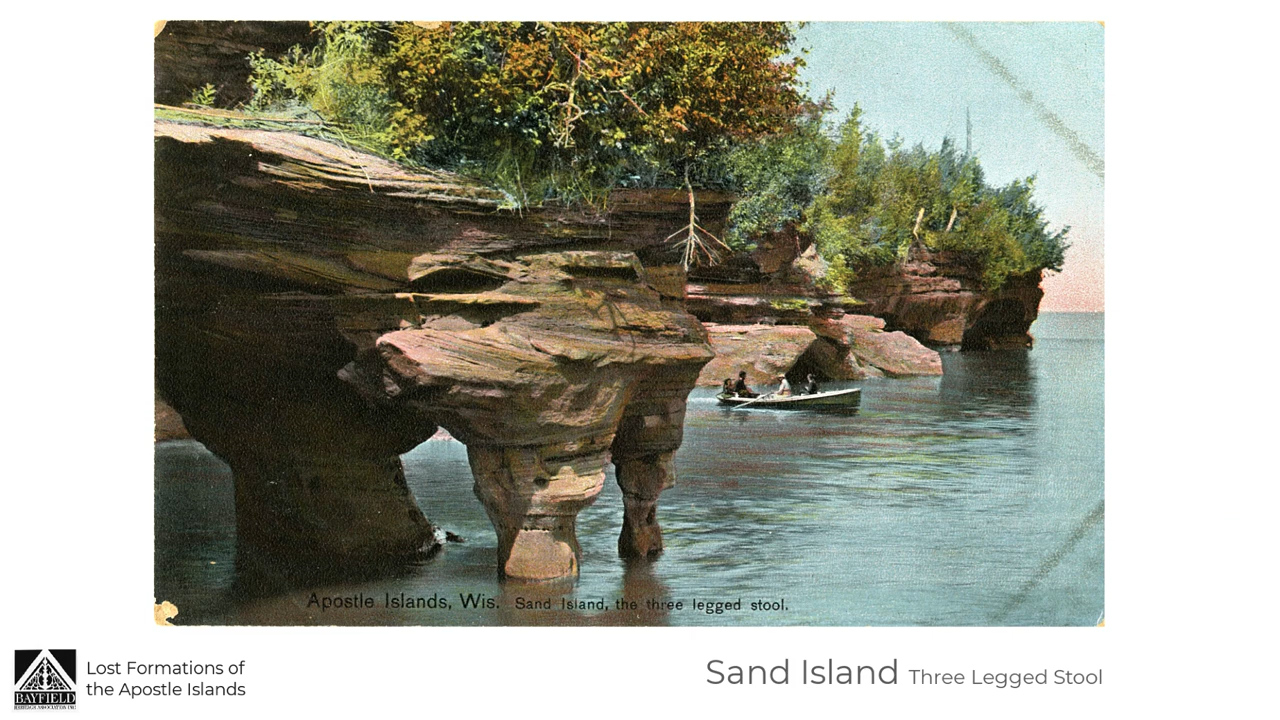 Apostle Islands, Wis. Sand Island, the three legged stool.
BAYFIELD
Lost Formations of
the Apostle Islands
Sand Island Three Legged Stool